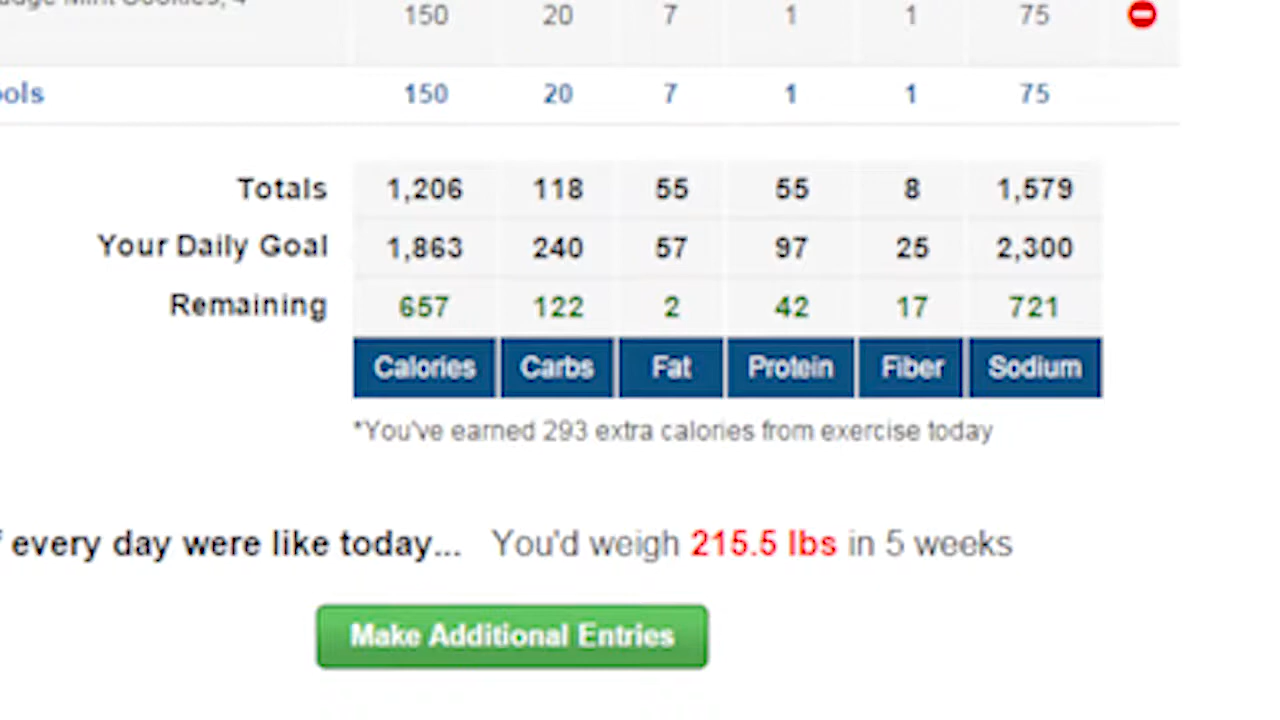 Mint Cookies, 4
150 20 7 1 1 75
150 20 7 1 1 75
Totals 1,206 118 55 55 8 1,579
Your Daily Goal 1,863 240 57 97 25 2,300
Remaining 657 122 2 42 17 721
Calories Carbs Fat Protein Fiber Sodium
*You've earned 293 extra calories from exercise today
every day were like today... You'd weigh 215.5 lbs in 5 weeks
Make Additional Entries